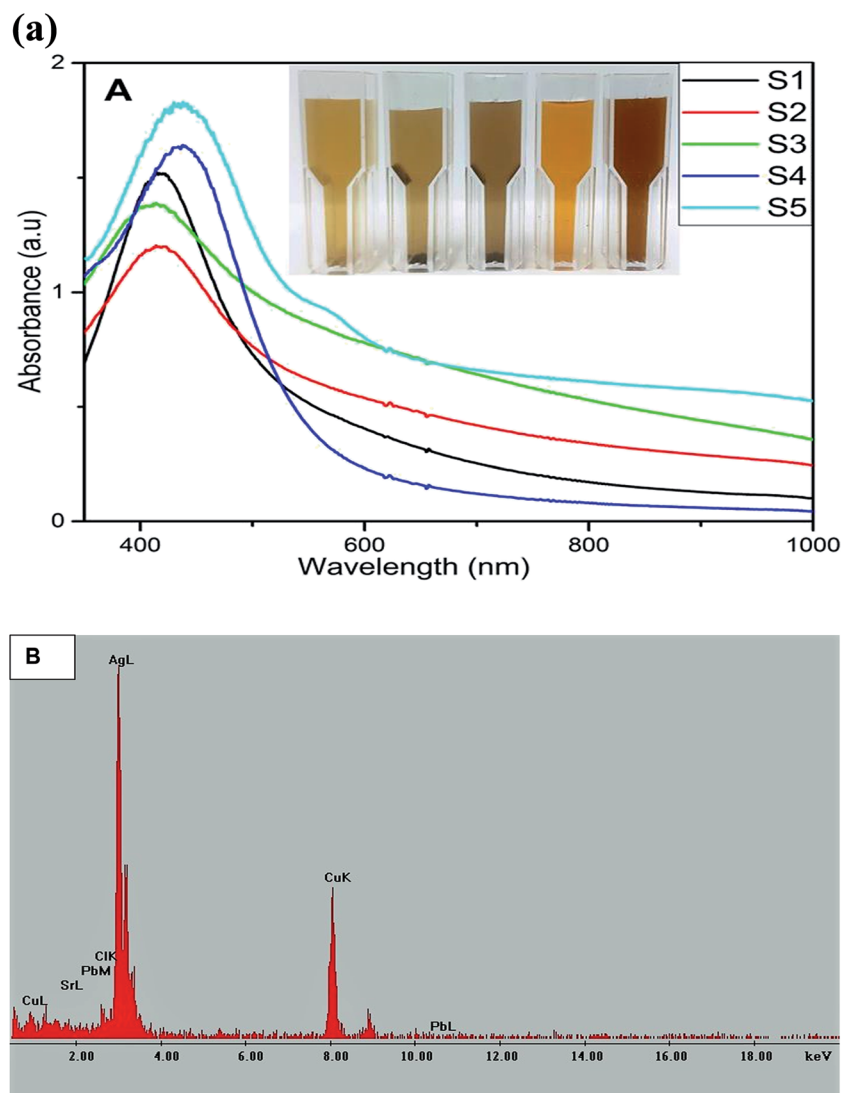 (a)
A
S1
S2
S3
S4
S5
2
1
0
Absorbance (a.u)
400 600 800 1000
Wavelength (nm)
B
AgL
CuK
ClK
PbM
SrL
CuL
PbL
2.00 4.00 6.00 8.00 10.00 12.00 14.00 16.00 18.00 keV